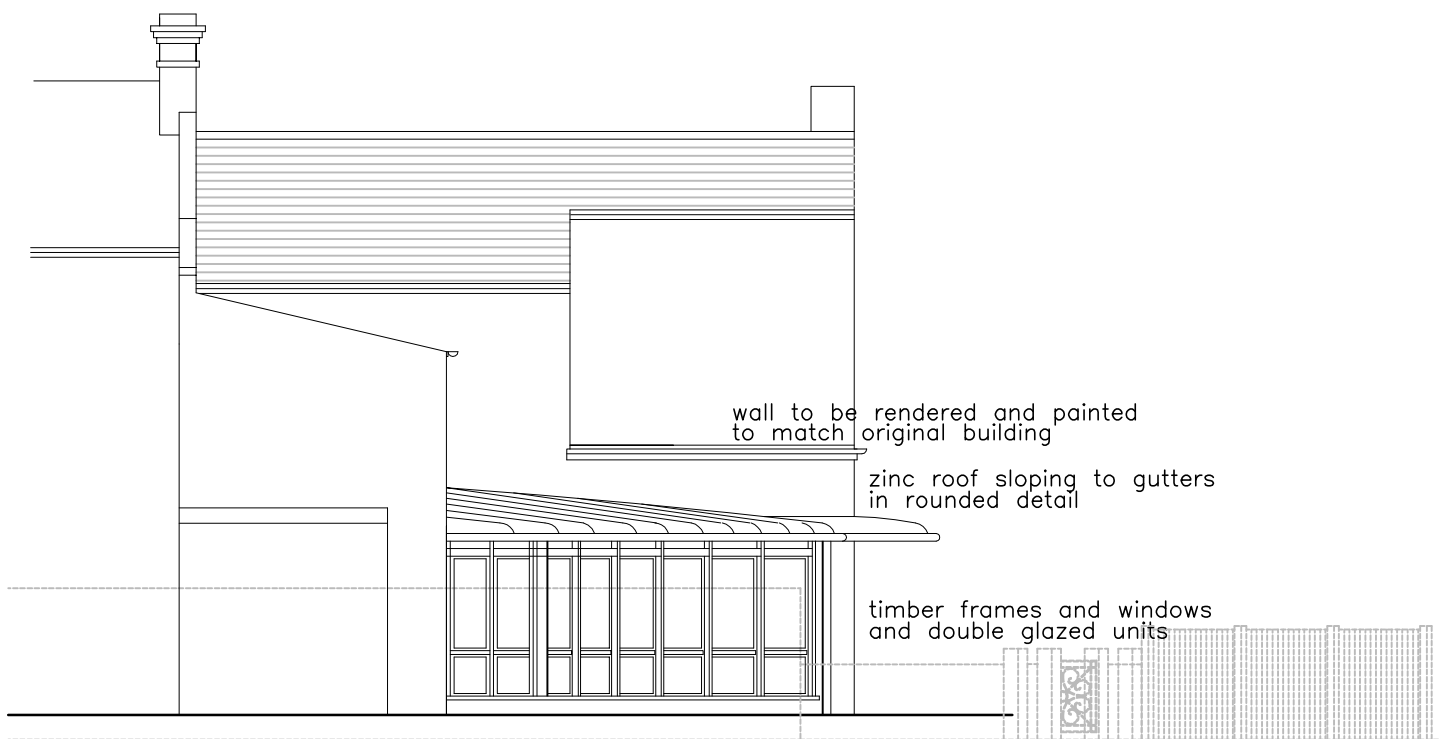 wall to be rendered and painted
to match original building
zinc roof sloping to gutters
in rounded detail
timber frames and windows
and double glazed units